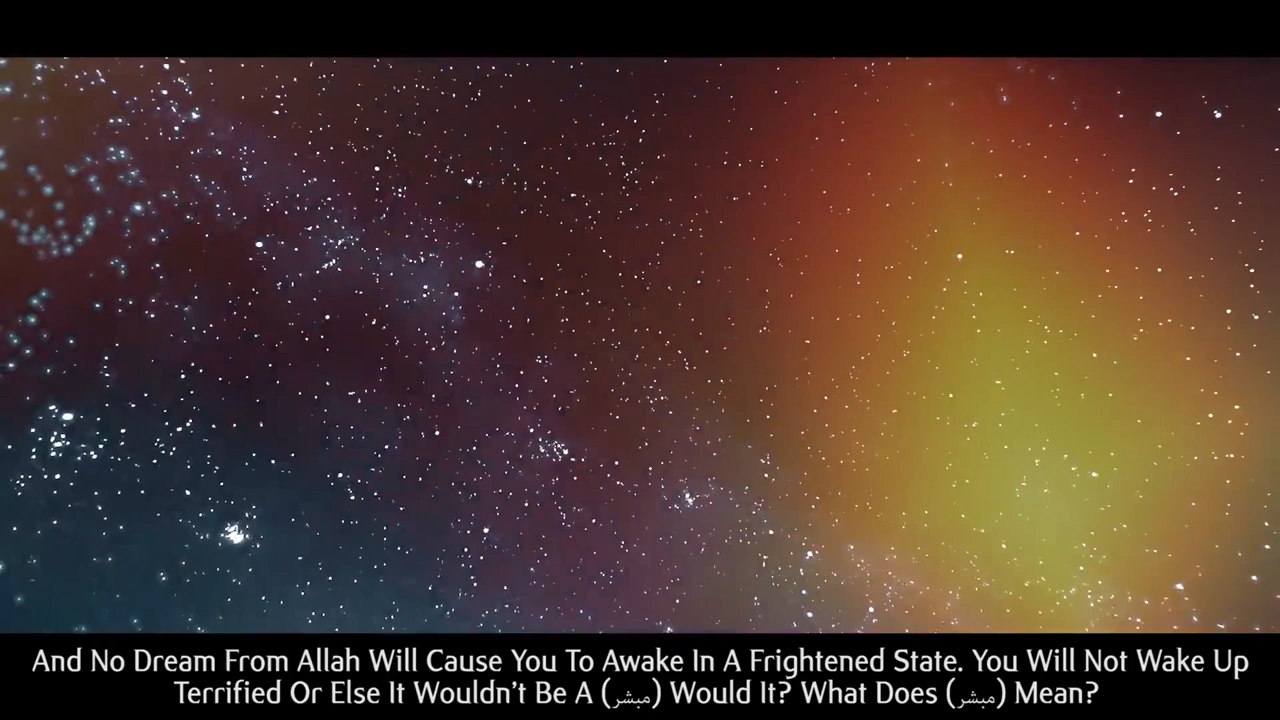 And No Dream From Allah Will Cause You To Awake In A Frightened State. You Will Not Wake Up
Terrified Or Else It Wouldn't Be A (مبشر) Would It? What Does (مبشر) Mean?